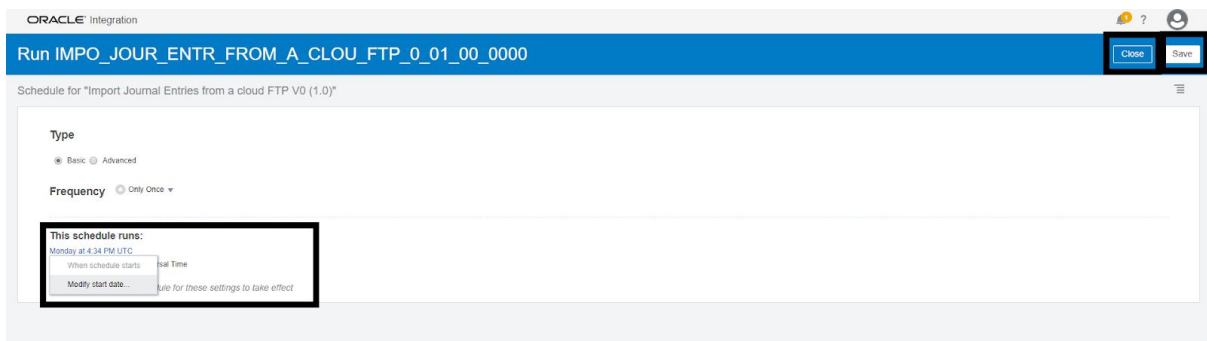 ORACLE Integration
1 ?
Run IMPO_JOUR_ENTR_FROM_A_CLOU_FTP_0_01_00_0000
Close Save
Schedule for "Import Journal Entries from a cloud FTP V0 (1.0)"
Type
Basic Advanced
Frequency Only Once
This schedule runs:
Monday at 4:34 PM UTC
When schedule starts rsal Time
Modify start date... dule for these settings to take effect